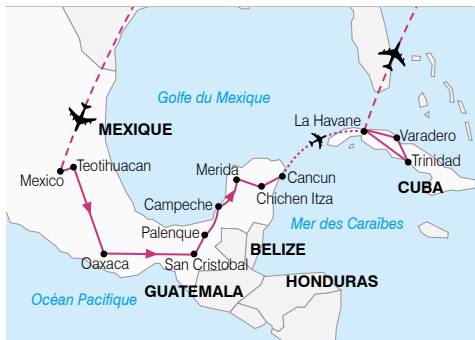 Golfe du Mexique
La Havane
MEXIQUE
Varadero
Teotihuacan
Mexico
Merida
Cancun
Trinidad
Chichen Itza
CUBA
Campeche
Mer des Caraïbes
Palenque
BELIZE
Oaxaca
San Cristobal
Océan Pacifique
GUATEMALA
HONDURAS